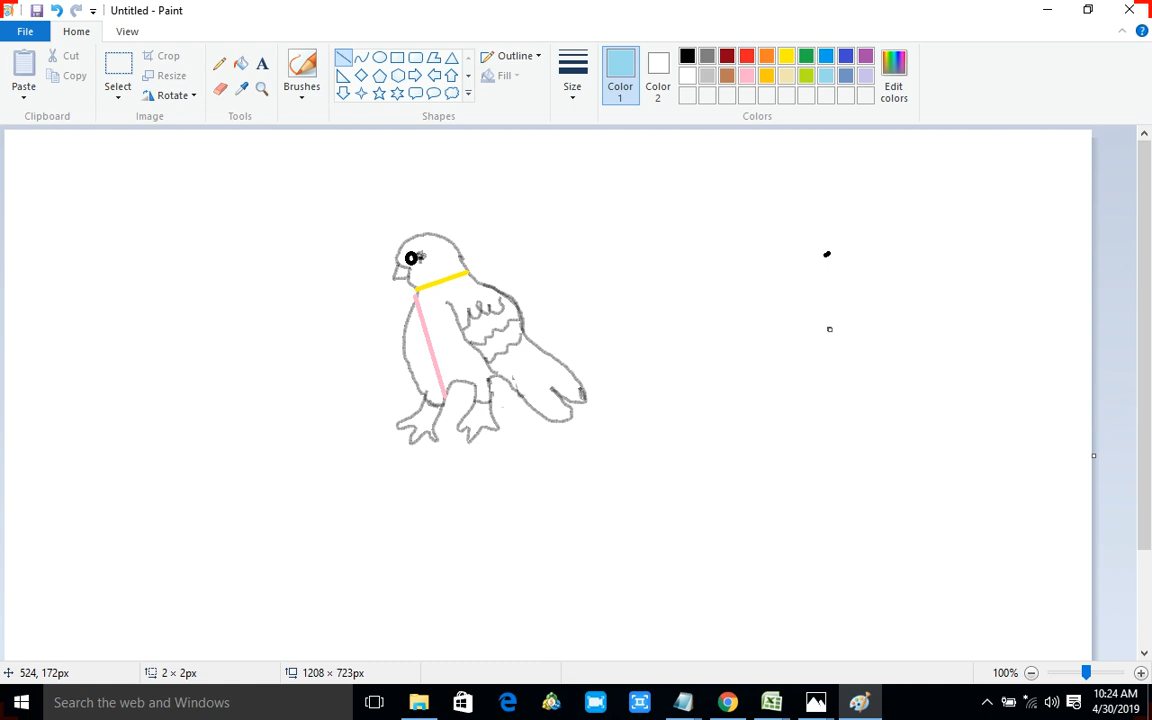 Untitled - Paint
File Home View
Paste
Cut
Copy
Clipboard
Select
Crop
Resize
Rotate
Image
A
Tools
Brushes
Outline
Fill
Shapes
Size
Color 1
Color 2
Edit colors
Colors
524, 172px
2 × 2px
1208 × 723px
100%
Search the web and Windows
10:24 AM
4/30/2019